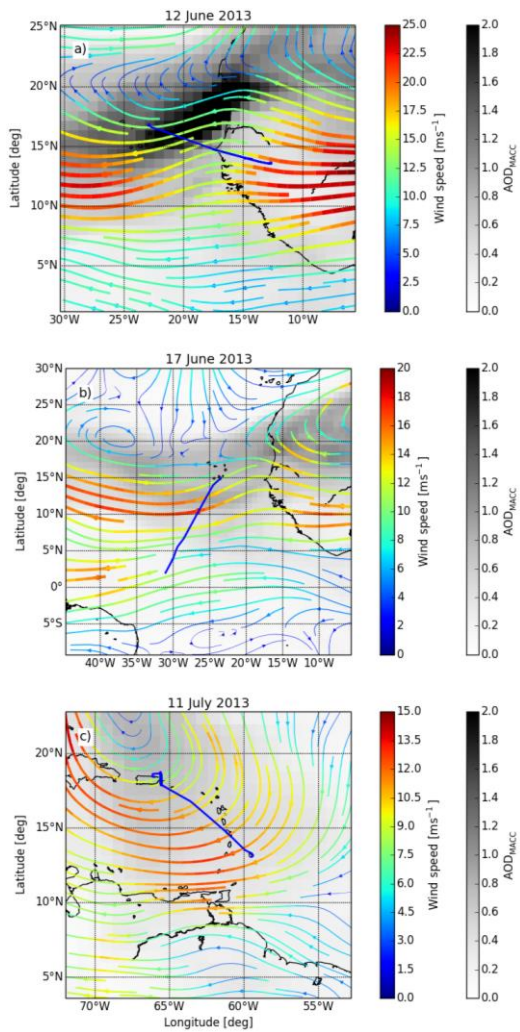 12 June 2013
a)
25°N
20°N
15°N
10°N
5°N
Latitude [deg]
30°W 25°W 20°W 15°W 10°W
25.0
22.5
20.0
17.5
15.0
12.5
10.0
7.5
5.0
2.5
0.0
Wind speed [ms⁻¹]
2.0
1.8
1.6
1.4
1.2
1.0
0.8
0.6
0.4
0.2
0.0
AOD_MACC
17 June 2013
b)
30°N
25°N
20°N
15°N
10°N
5°N
0°
5°S
Latitude [deg]
40°W 35°W 30°W 25°W 20°W 15°W 10°W
20
18
16
14
12
10
8
6
4
2
0
Wind speed [ms⁻¹]
2.0
1.8
1.6
1.4
1.2
1.0
0.8
0.6
0.4
0.2
0.0
AOD_MACC
11 July 2013
c)
20°N
15°N
10°N
5°N
Latitude [deg]
70°W 65°W 60°W 55°W
Longitude [deg]
15.0
13.5
12.0
10.5
9.0
7.5
6.0
4.5
3.0
1.5
0.0
Wind speed [ms⁻¹]
2.0
1.8
1.6
1.4
1.2
1.0
0.8
0.6
0.4
0.2
0.0
AOD_MACC